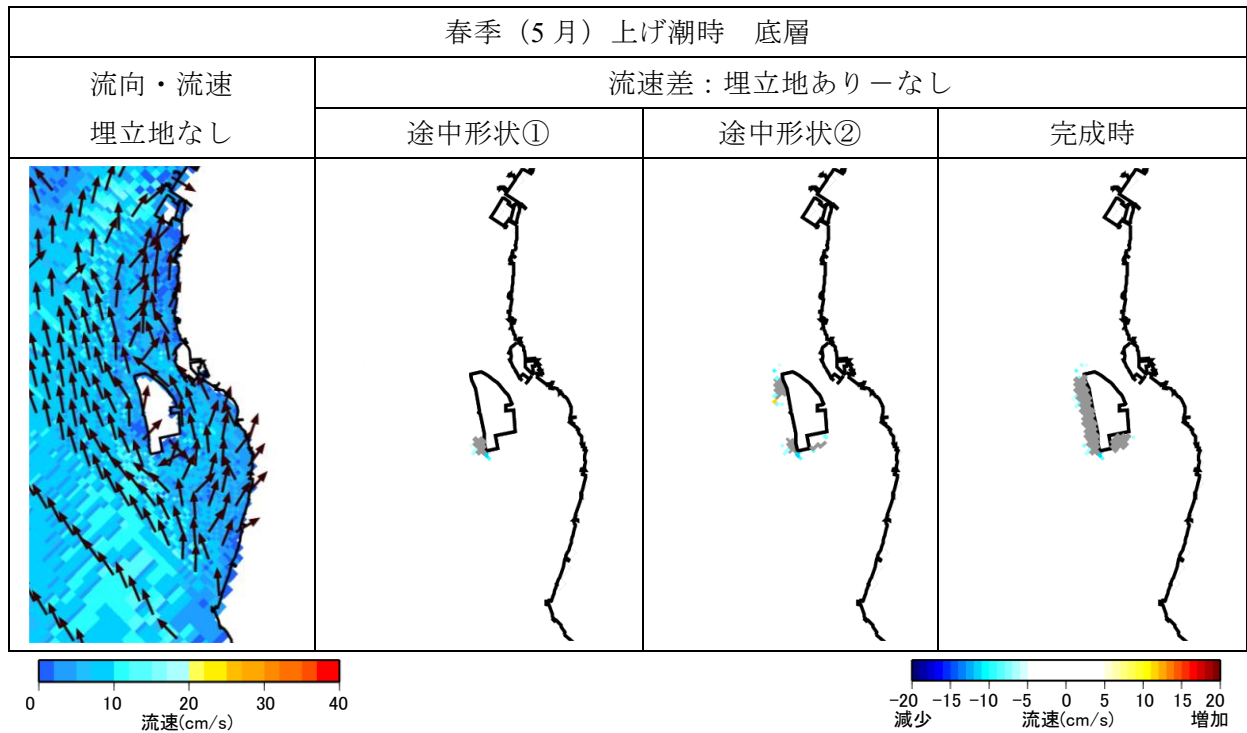 春季（5 月）上げ潮時　底層
流向・流速
埋立地なし
流速差：埋立地あり－なし
途中形状①
途中形状②
完成時
0 10 20 30 40
流速(cm/s)
-20 -15 -10 -5 0 5 10 15 20
減少 流速(cm/s) 増加